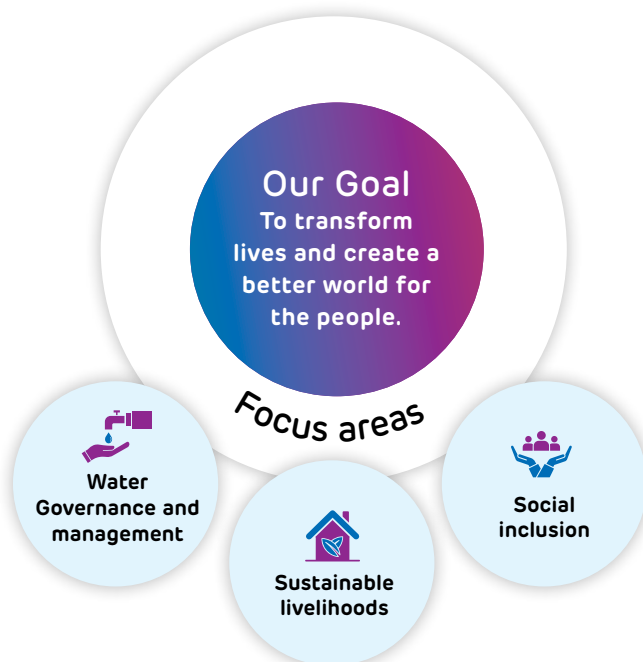 Our Goal
To transform
lives and create a
better world for
the people.
Focus areas
Water
Governance and
management
Sustainable
livelihoods
Social
inclusion